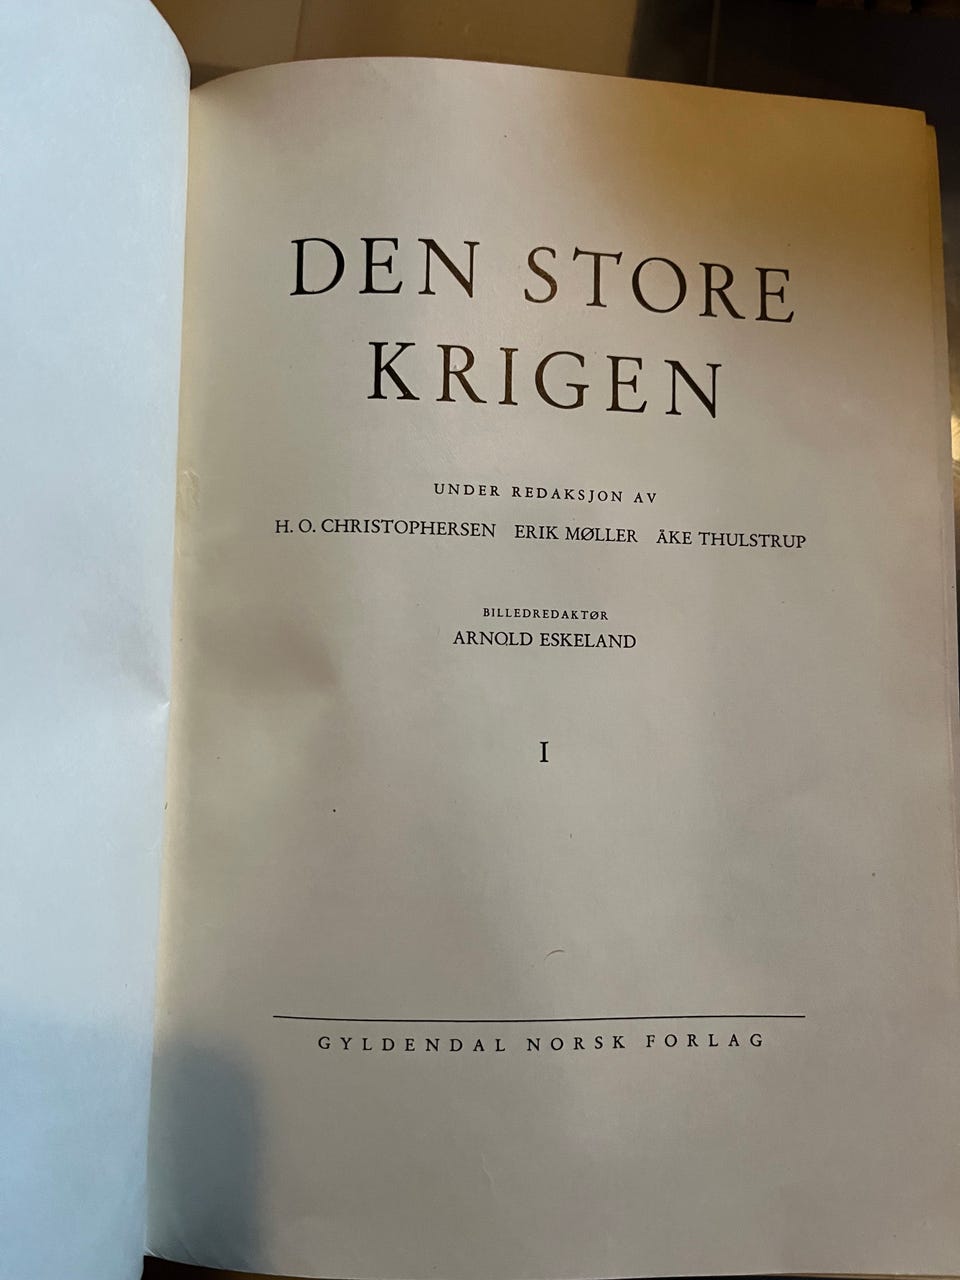 DEN STORE
KRIGEN
UNDER REDAKSJON AV
H. O. CHRISTOPHERSEN ERIK MØLLER ÅKE THULSTRUP
BILLEDREDAKTØR
ARNOLD ESKELAND
I
GYLDENDAL NORSK FORLAG